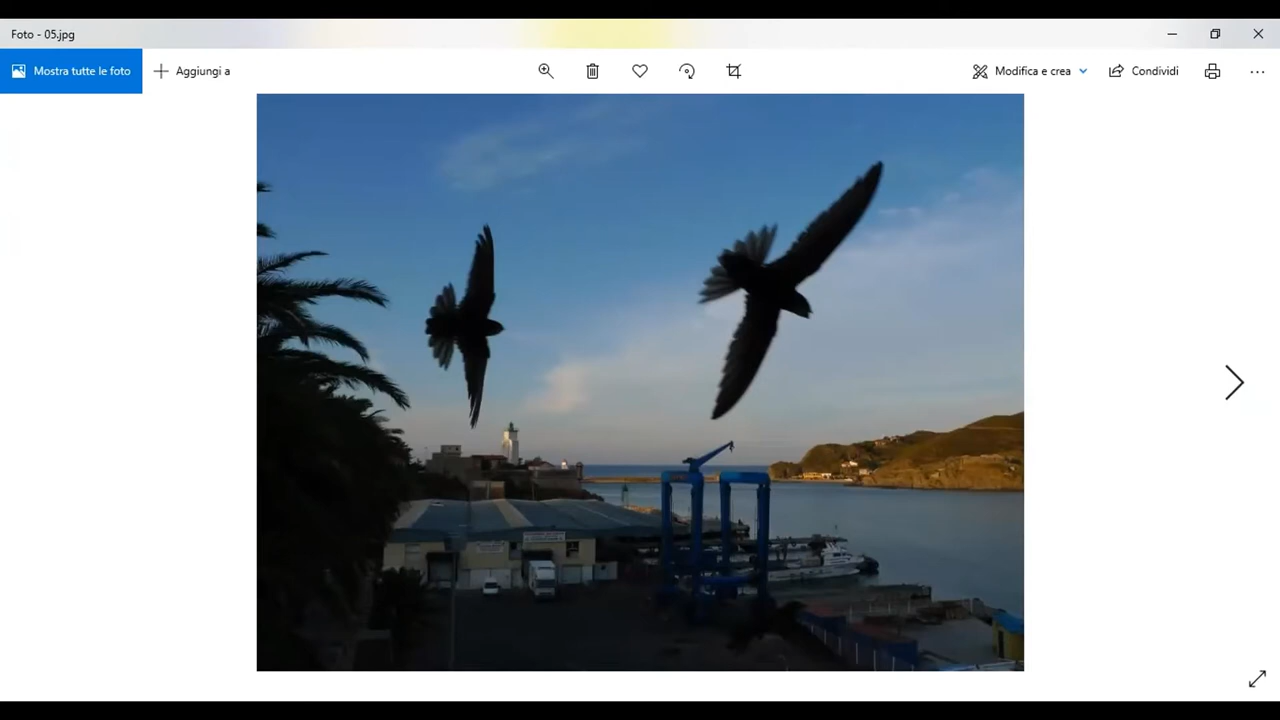 Foto - 05.jpg
Mostra tutte le foto
Aggiungi a
Modifica e crea
Condividi